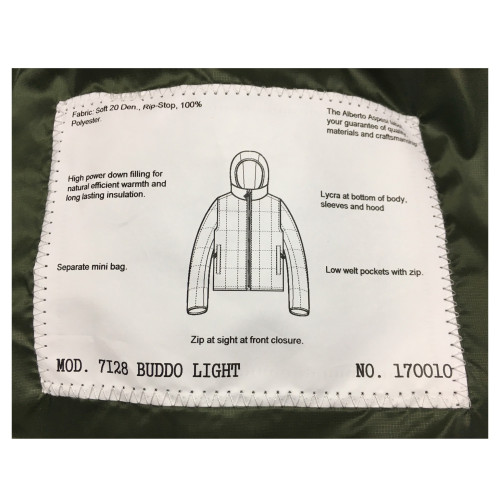 Fabric: Soft 20 Den., Rip-Stop, 100%
Polyester.
The Alberto Aspesi
your guarantee of quality
materials and craftsmanship
High power down filling for
natural efficient warmth and
long lasting insulation.
Lycra at bottom of body,
sleeves and hood
Separate mini bag.
Low welt pockets with zip.
Zip at sight at front closure.
MOD. 7I28 BUDDO LIGHT
NO. 170010